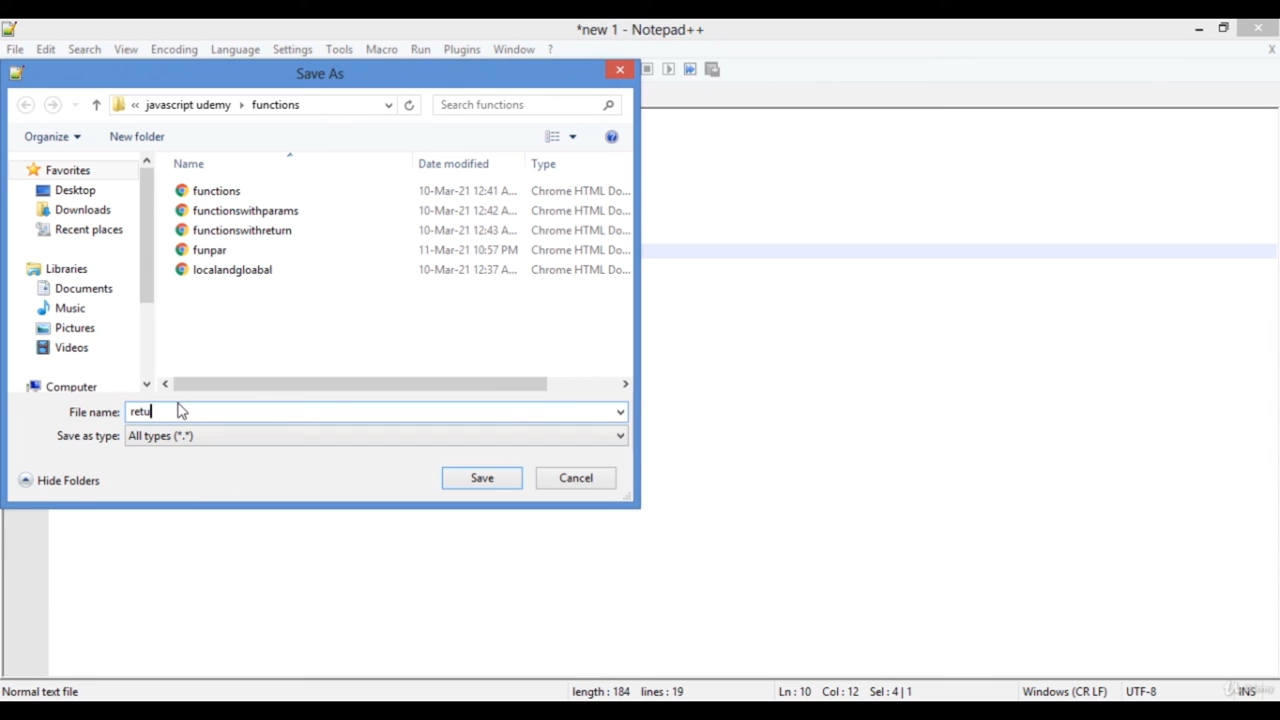 *new 1 - Notepad++
File Edit Search View Encoding Language Settings Tools Macro Run Plugins Window ? X
Save As
« javascript udemy functions Search functions
Organize New folder
Name Date modified Type
Favorites
Desktop
Downloads
Recent places
Libraries
Documents
Music
Pictures
Videos
Computer
functions 10-Mar-21 12:41 A... Chrome HTML Do...
functionswithparams 10-Mar-21 12:42 A... Chrome HTML Do...
functionswithreturn 10-Mar-21 12:43 A... Chrome HTML Do...
funpar 11-Mar-21 10:57 PM Chrome HTML Do...
localandgloabal 10-Mar-21 12:37 A... Chrome HTML Do...
File name: retu
Save as type: All types (*.*)
Hide Folders Save Cancel
Normal text file length : 184 lines : 19 Ln : 10 Col : 12 Sel : 4 | 1 Windows (CR LF) UTF-8 INS